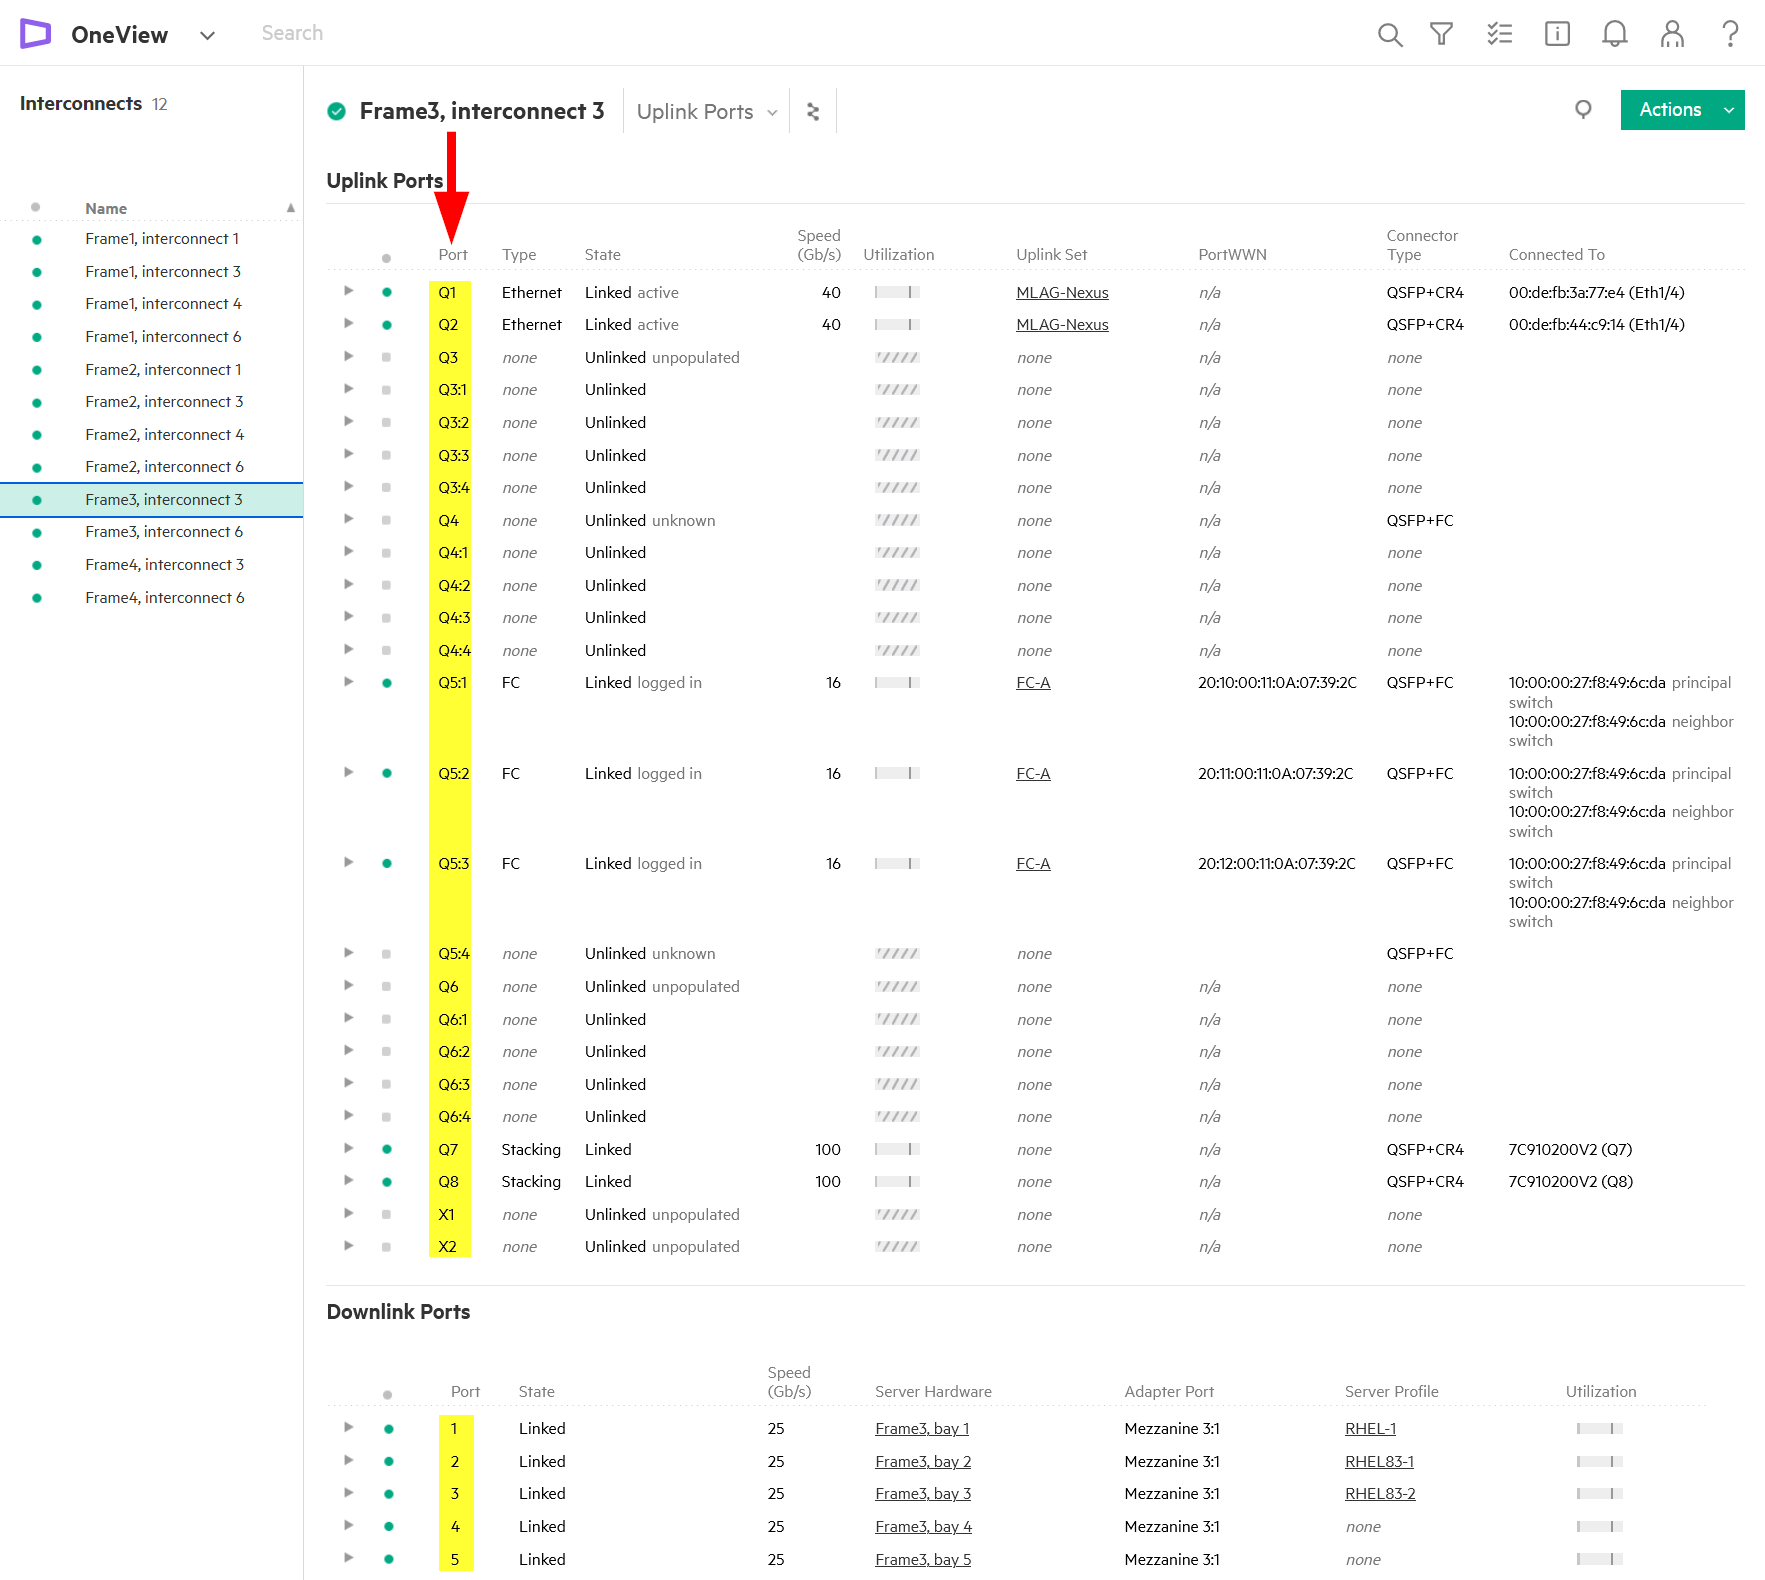 OneView
Search
Interconnects 12
Name
Frame1, interconnect 1
Frame1, interconnect 3
Frame1, interconnect 4
Frame1, interconnect 6
Frame2, interconnect 1
Frame2, interconnect 3
Frame2, interconnect 4
Frame2, interconnect 6
Frame3, interconnect 3
Frame3, interconnect 6
Frame4, interconnect 3
Frame4, interconnect 6
Frame3, interconnect 3 Uplink Ports
Actions
Uplink Ports
Port Type State Speed (Gb/s) Utilization Uplink Set PortWWN Connector Type Connected To
Q1 Ethernet Linked active 40 MLAG-Nexus n/a QSFP+CR4 00:de:fb:3a:77:e4 (Eth1/4)
Q2 Ethernet Linked active 40 MLAG-Nexus n/a QSFP+CR4 00:de:fb:44:c9:14 (Eth1/4)
Q3 none Unlinked unpopulated none n/a none
Q3:1 none Unlinked none n/a none
Q3:2 none Unlinked none n/a none
Q3:3 none Unlinked none n/a none
Q3:4 none Unlinked none n/a none
Q4 none Unlinked unknown none n/a QSFP+FC
Q4:1 none Unlinked none n/a none
Q4:2 none Unlinked none n/a none
Q4:3 none Unlinked none n/a none
Q4:4 none Unlinked none n/a none
Q5:1 FC Linked logged in 16 FC-A 20:10:00:11:0A:07:39:2C QSFP+FC 10:00:00:27:f8:49:6c:da principal
switch
10:00:00:27:f8:49:6c:da neighbor
switch
Q5:2 FC Linked logged in 16 FC-A 20:11:00:11:0A:07:39:2C QSFP+FC 10:00:00:27:f8:49:6c:da principal
switch
10:00:00:27:f8:49:6c:da neighbor
switch
Q5:3 FC Linked logged in 16 FC-A 20:12:00:11:0A:07:39:2C QSFP+FC 10:00:00:27:f8:49:6c:da principal
switch
10:00:00:27:f8:49:6c:da neighbor
switch
Q5:4 none Unlinked unknown none QSFP+FC
Q6 none Unlinked unpopulated none n/a none
Q6:1 none Unlinked none n/a none
Q6:2 none Unlinked none n/a none
Q6:3 none Unlinked none n/a none
Q6:4 none Unlinked none n/a none
Q7 Stacking Linked 100 none n/a QSFP+CR4 7C910200V2 (Q7)
Q8 Stacking Linked 100 none n/a QSFP+CR4 7C910200V2 (Q8)
X1 none Unlinked unpopulated none n/a none
X2 none Unlinked unpopulated none n/a none
Downlink Ports
Port State Speed (Gb/s) Server Hardware Adapter Port Server Profile Utilization
1 Linked 25 Frame3, bay 1 Mezzanine 3:1 RHEL-1
2 Linked 25 Frame3, bay 2 Mezzanine 3:1 RHEL83-1
3 Linked 25 Frame3, bay 3 Mezzanine 3:1 RHEL83-2
4 Linked 25 Frame3, bay 4 Mezzanine 3:1 none
5 Linked 25 Frame3, bay 5 Mezzanine 3:1 none